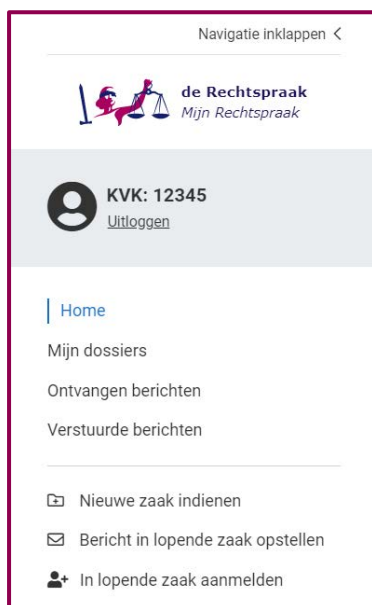 Navigatie inklappen
de Rechtspraak
Mijn Rechtspraak
KVK: 12345
Uitloggen
Home
Mijn dossiers
Ontvangen berichten
Verstuurde berichten
Nieuwe zaak indienen
Bericht in lopende zaak opstellen
In lopende zaak aanmelden